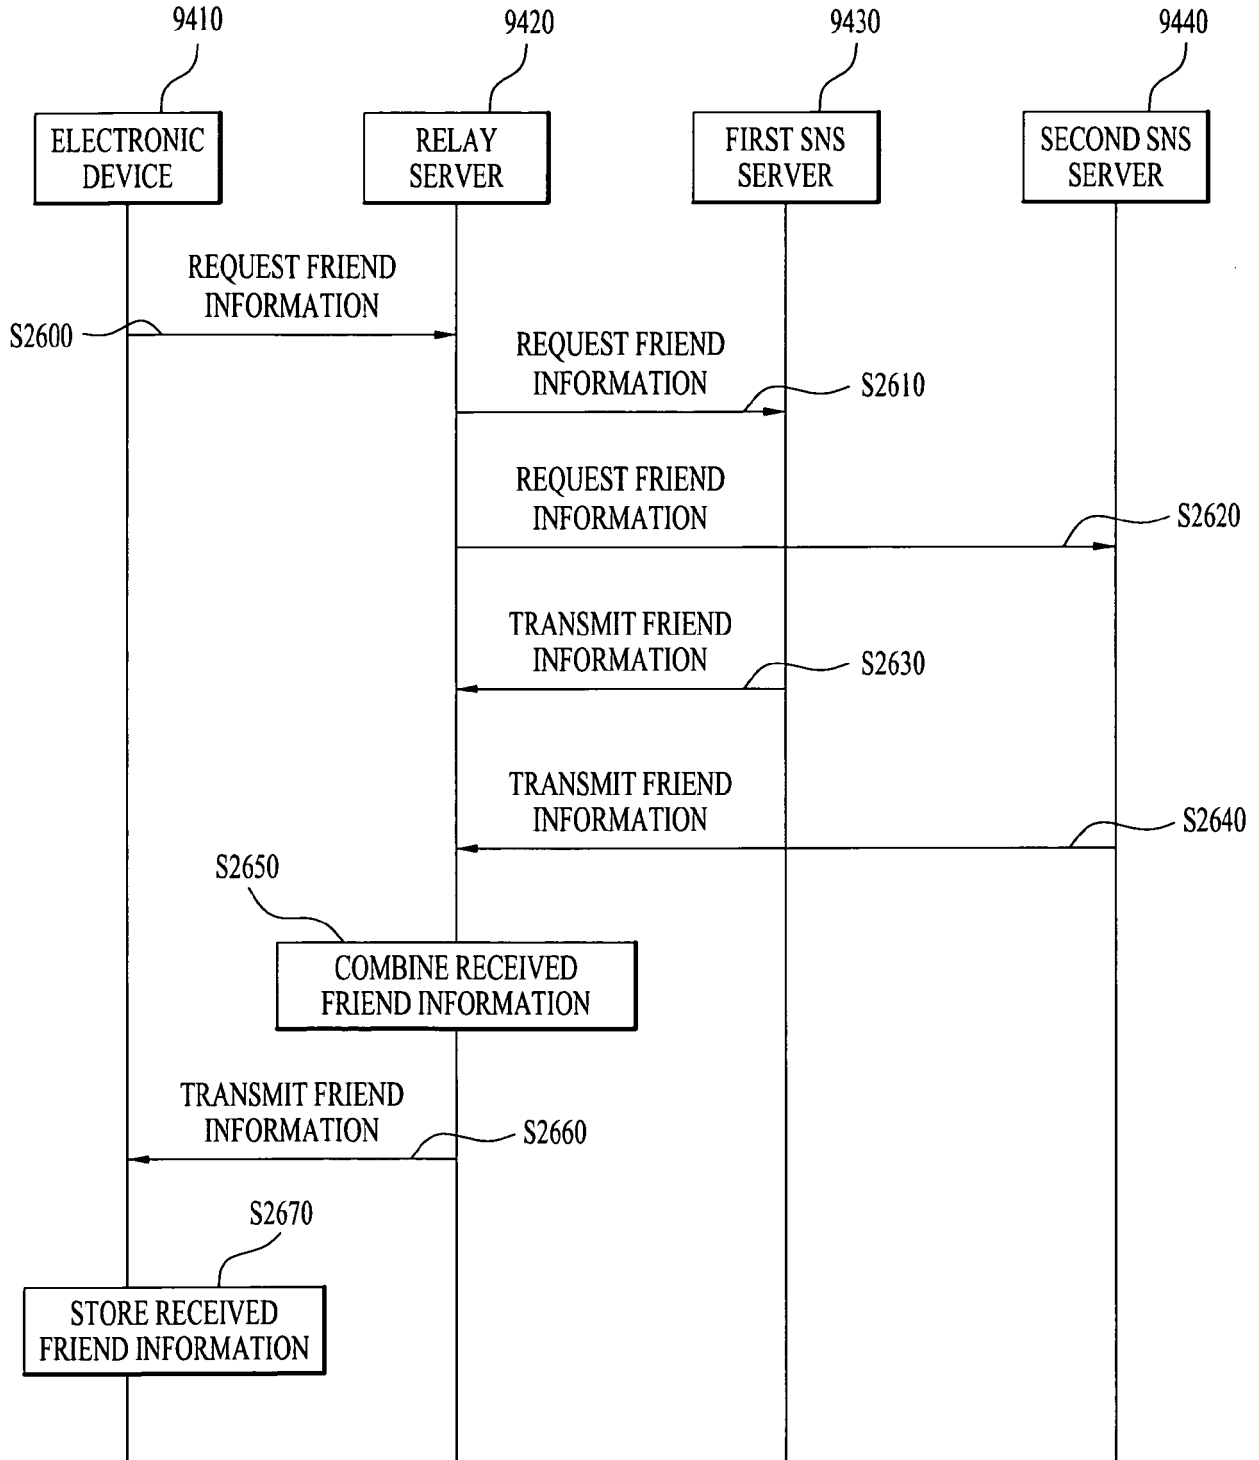 9410
9420
9430
9440
ELECTRONIC
DEVICE
RELAY
SERVER
FIRST SNS
SERVER
SECOND SNS
SERVER
REQUEST FRIEND
INFORMATION
S2600
REQUEST FRIEND
INFORMATION
S2610
REQUEST FRIEND
INFORMATION
S2620
TRANSMIT FRIEND
INFORMATION
S2630
TRANSMIT FRIEND
INFORMATION
S2640
S2650
COMBINE RECEIVED
FRIEND INFORMATION
TRANSMIT FRIEND
INFORMATION
S2660
S2670
STORE RECEIVED
FRIEND INFORMATION